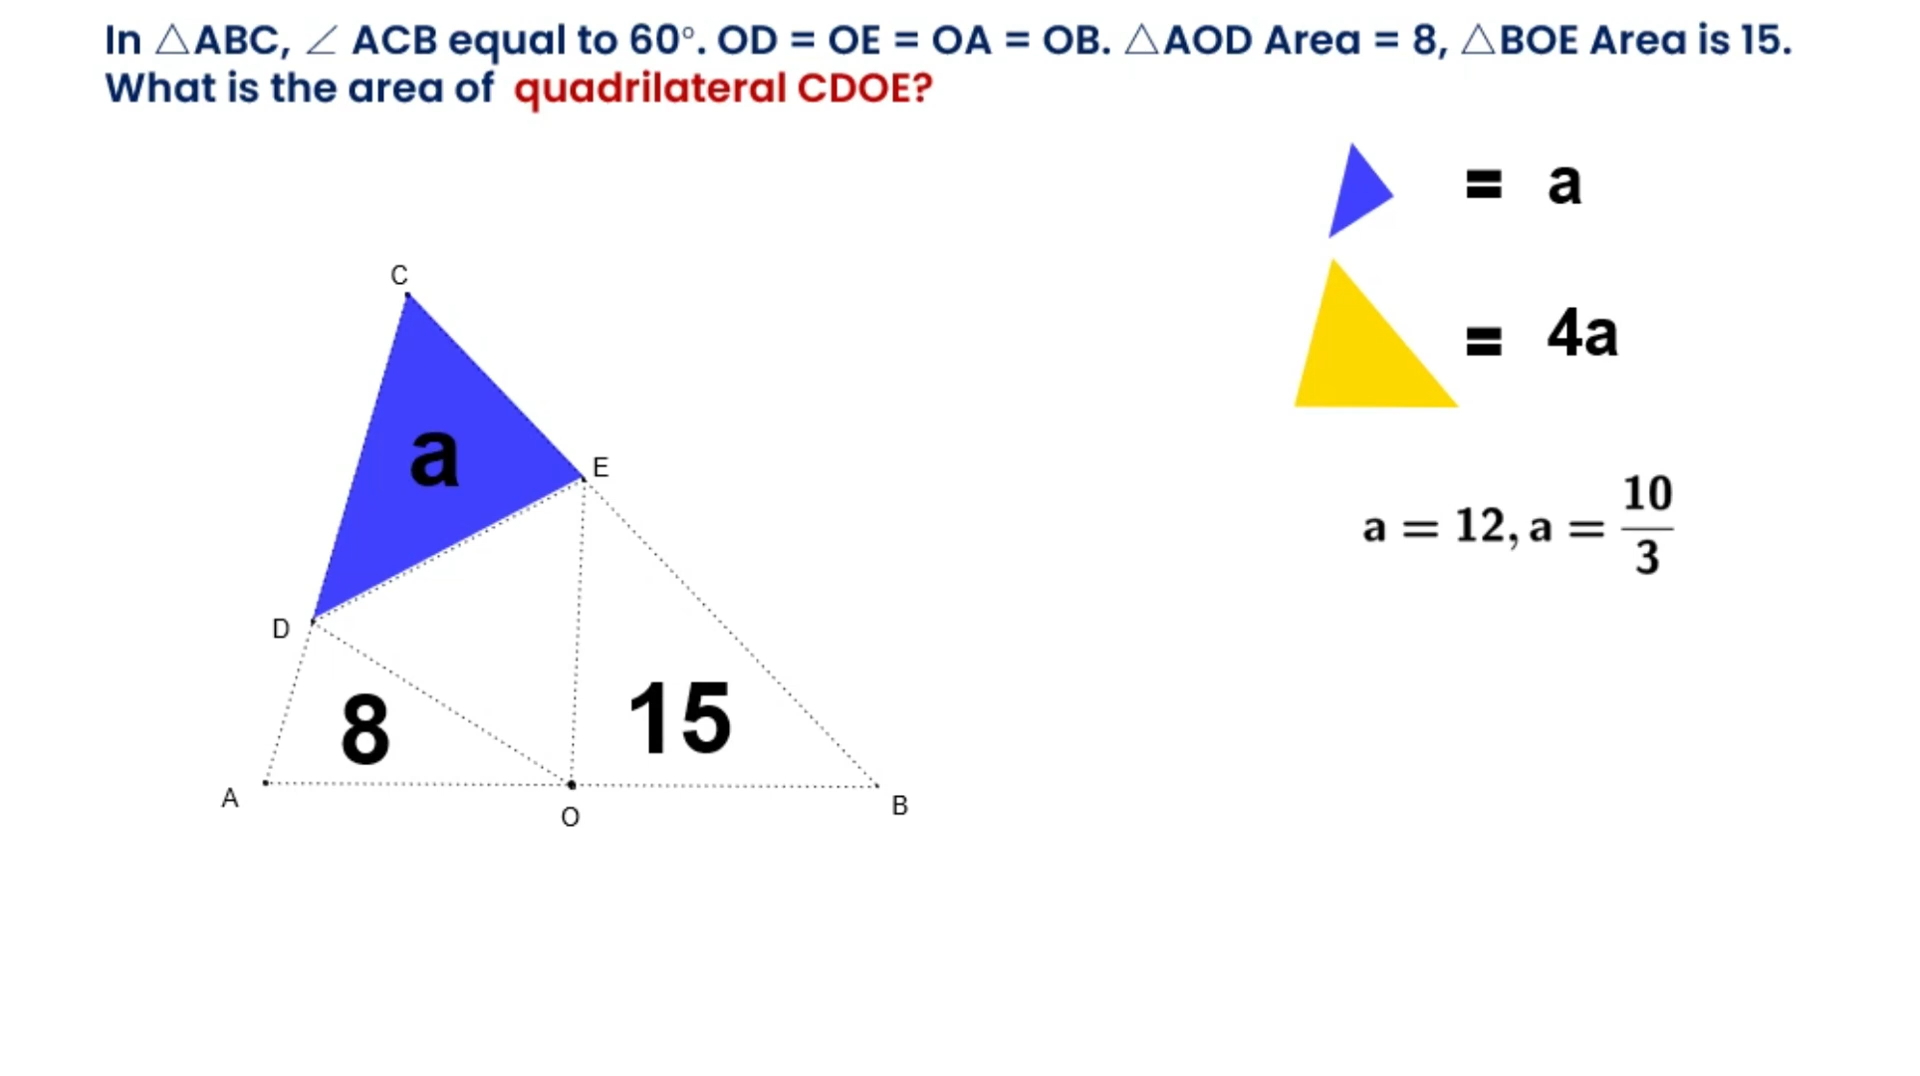 In △ABC, ∠ ACB equal to 60°. OD = OE = OA = OB. △AOD Area = 8, △BOE Area is 15.
What is the area of quadrilateral CDOE?
= a
= 4a
a = 12, a = 10/3
C
a
E
D
8
15
A
O
B